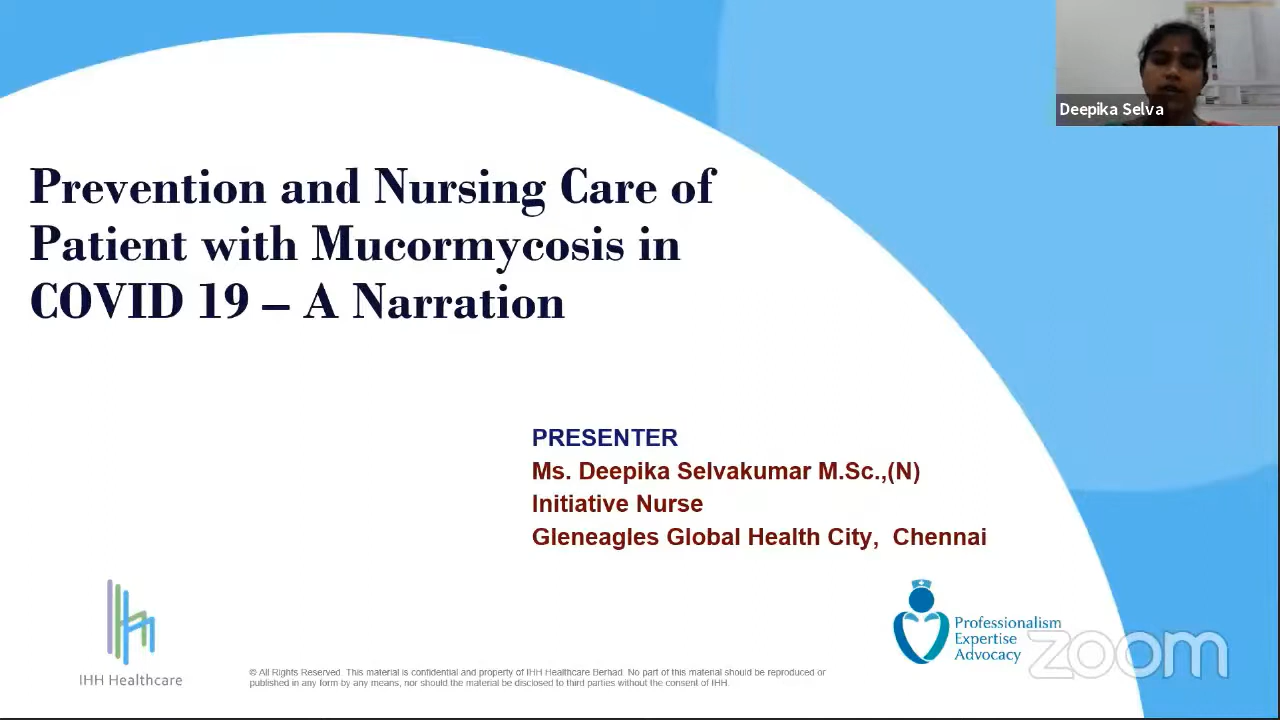 Deepika Selva
Prevention and Nursing Care of
Patient with Mucormycosis in
COVID 19 – A Narration
PRESENTER
Ms. Deepika Selvakumar M.Sc.,(N)
Initiative Nurse
Gleneagles Global Health City,  Chennai
IHH Healthcare
© All Rights Reserved. This material is confidential and property of IHH Healthcare Berhad. No part of this material should be reproduced or
published in any form by any means, nor should the material be disclosed to third parties without the consent of IHH.
Professionalism
Expertise
Advocacy
zoom